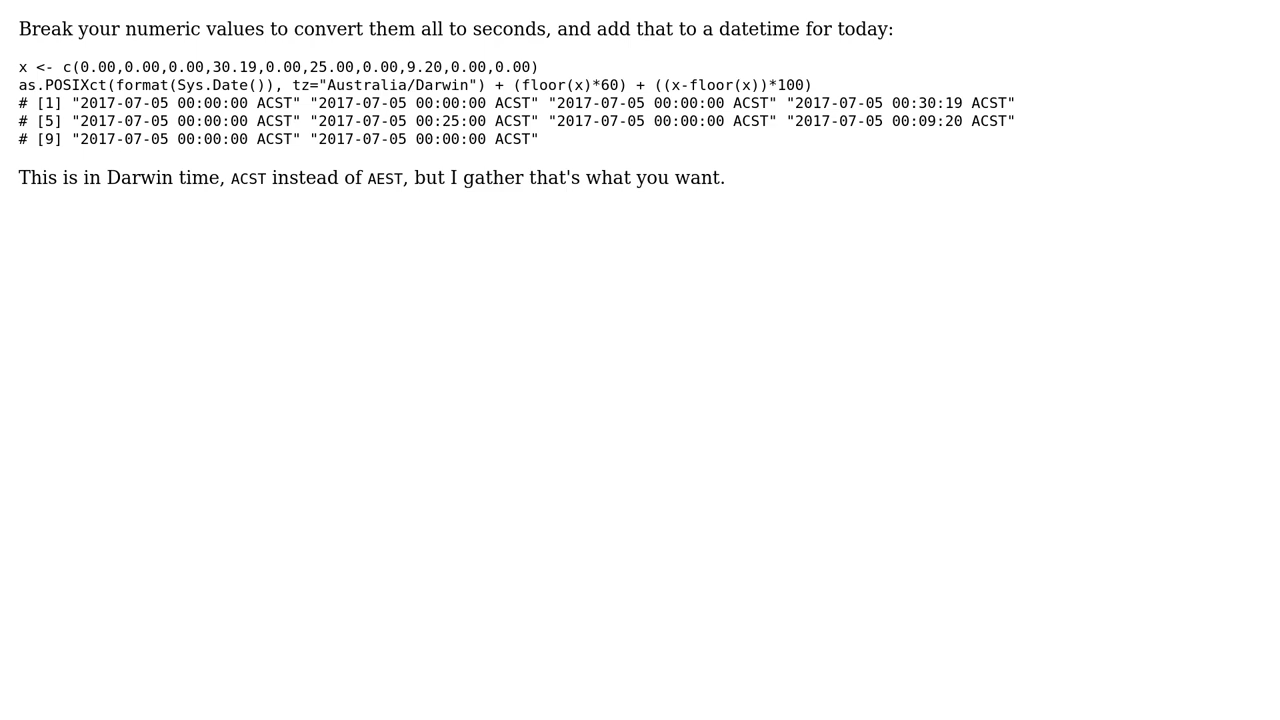 Break your numeric values to convert them all to seconds, and add that to a datetime for today:
x <- c(0.00,0.00,0.00,30.19,0.00,25.00,0.00,9.20,0.00,0.00)
as.POSIXct(format(Sys.Date()), tz="Australia/Darwin") + (floor(x)*60) + ((x-floor(x))*100)
# [1] "2017-07-05 00:00:00 ACST" "2017-07-05 00:00:00 ACST" "2017-07-05 00:00:00 ACST" "2017-07-05 00:30:19 ACST"
# [5] "2017-07-05 00:00:00 ACST" "2017-07-05 00:25:00 ACST" "2017-07-05 00:00:00 ACST" "2017-07-05 00:09:20 ACST"
# [9] "2017-07-05 00:00:00 ACST" "2017-07-05 00:00:00 ACST"
This is in Darwin time, ACST instead of AEST, but I gather that's what you want.